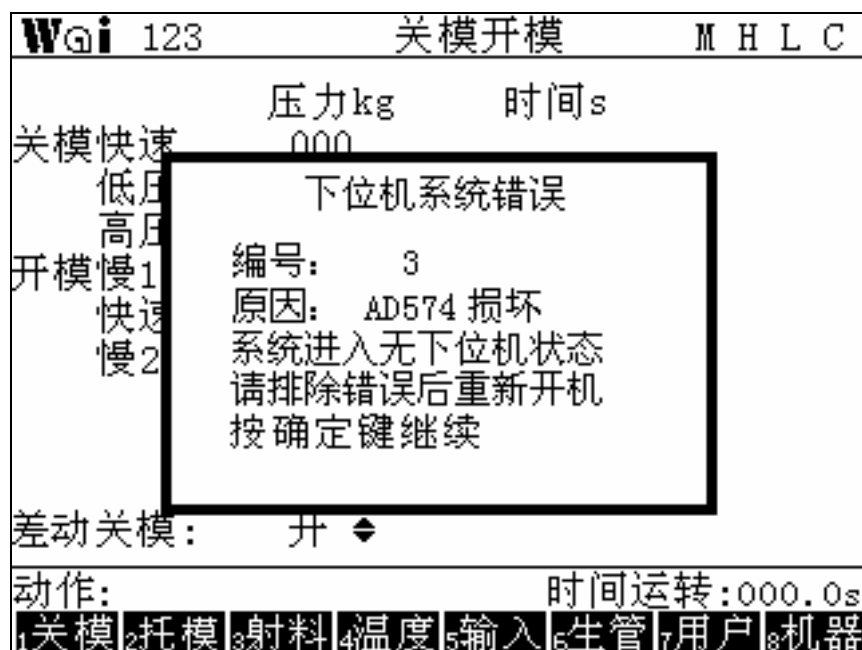 Wai 123 关模开模 M H L C
压力kg 时间s
关模快速 000
低压
高压
开模慢1
快速
慢2
下位机系统错误
编号: 3
原因: AD574 损坏
系统进入无下位机状态
请排除错误后重新开机
按确定键继续
差动关模: 开
动作: 时间运转:000.0s
1关模 2托模 3射料 4温度 5输入 6生管 7用户 8机器